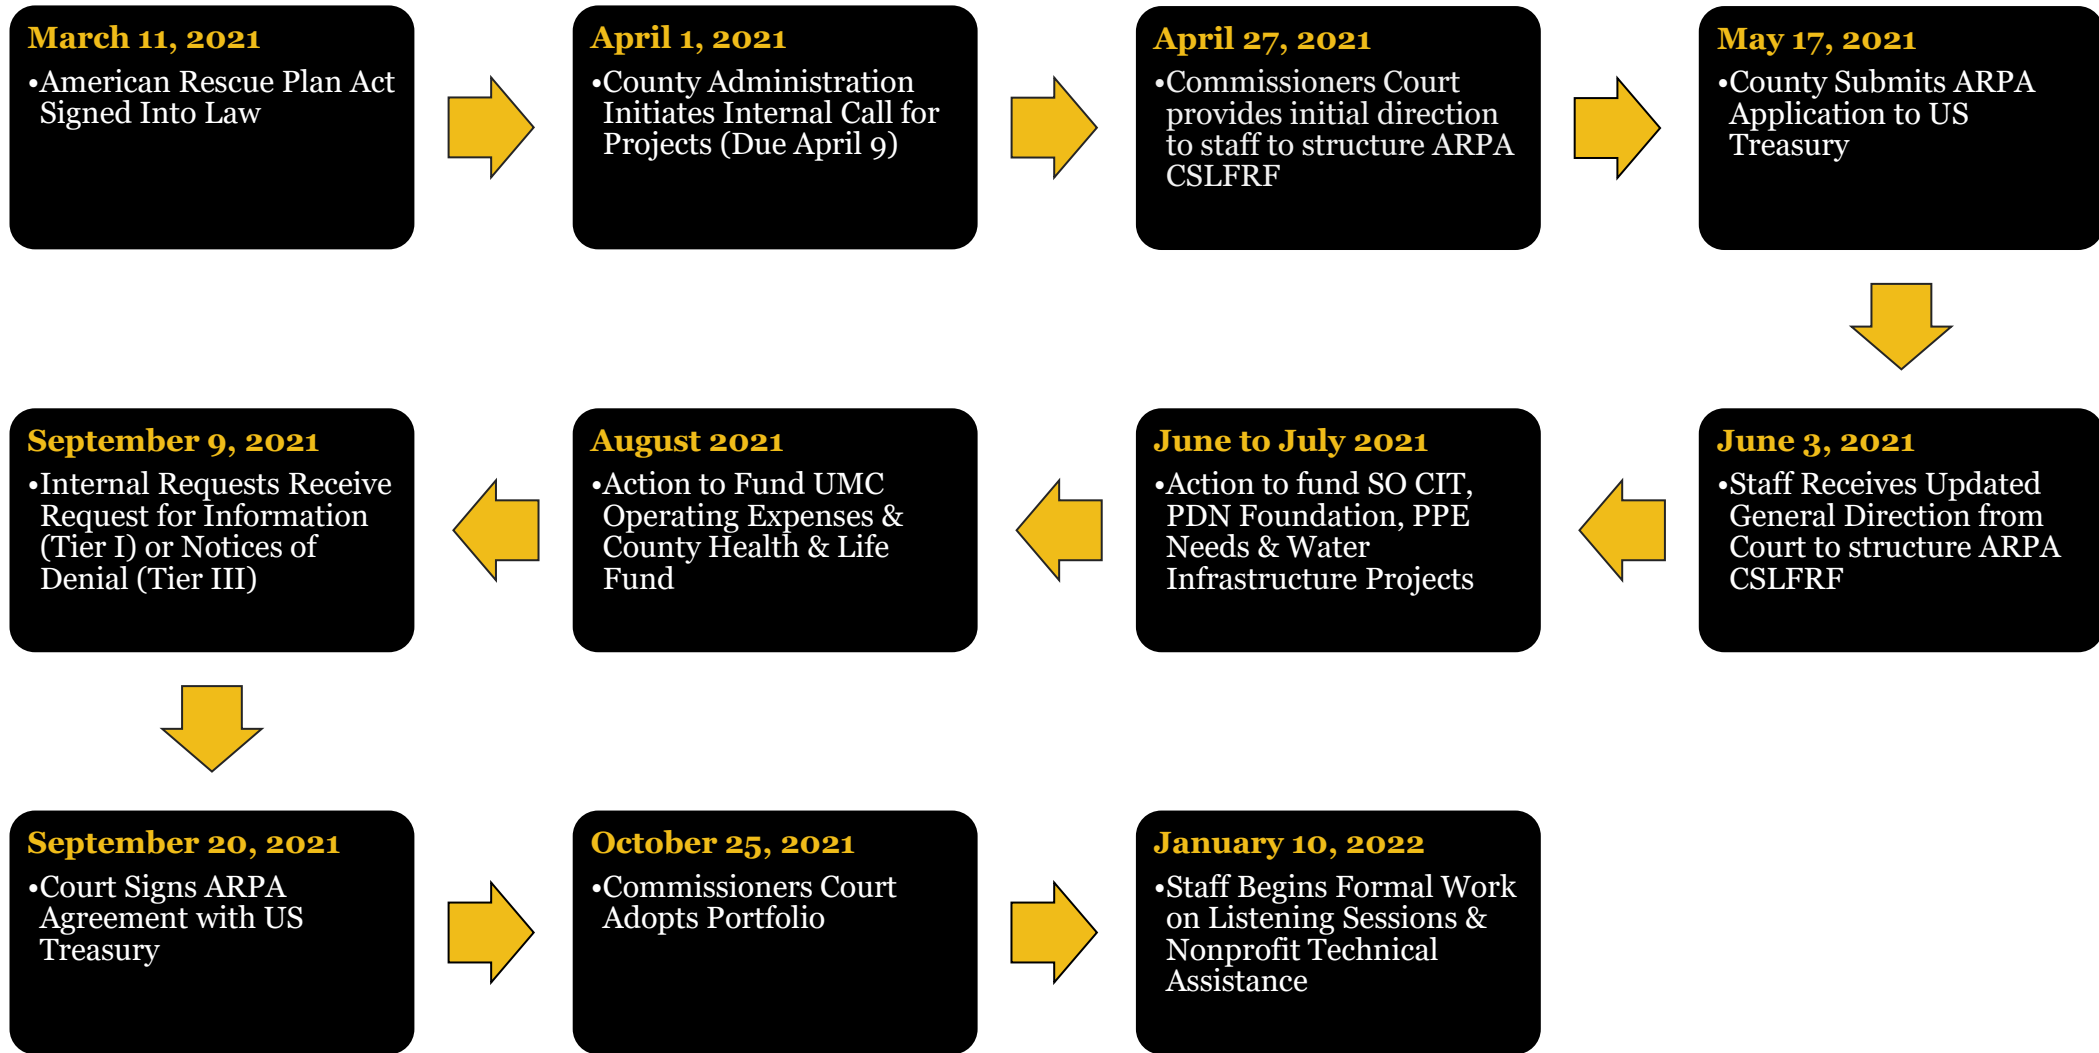 March 11, 2021
•American Rescue Plan Act
Signed Into Law
April 1, 2021
•County Administration
Initiates Internal Call for
Projects (Due April 9)
April 27, 2021
•Commissioners Court
provides initial direction
to staff to structure ARPA
CSLFRF
May 17, 2021
•County Submits ARPA
Application to US
Treasury
June 3, 2021
•Staff Receives Updated
General Direction from
Court to structure ARPA
CSLFRF
June to July 2021
•Action to fund SO CIT,
PDN Foundation, PPE
Needs & Water
Infrastructure Projects
August 2021
•Action to Fund UMC
Operating Expenses &
County Health & Life
Fund
September 9, 2021
•Internal Requests Receive
Request for Information
(Tier I) or Notices of
Denial (Tier III)
September 20, 2021
•Court Signs ARPA
Agreement with US
Treasury
October 25, 2021
•Commissioners Court
Adopts Portfolio
January 10, 2022
•Staff Begins Formal Work
on Listening Sessions &
Nonprofit Technical
Assistance